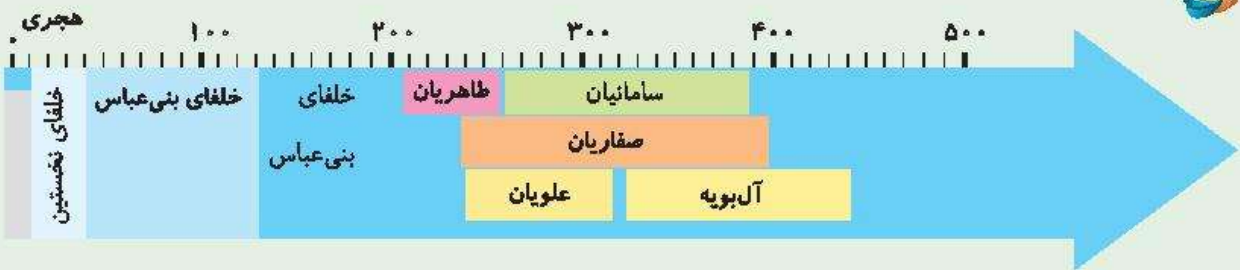 هجری
۰ ۱۰۰ ۲۰۰ ۳۰۰ ۴۰۰ ۵۰۰
خلفای نخستین
خلفای بنی‌عباس
خلفای
بنی‌عباس
طاهریان
سامانیان
صفاریان
علویان
آل‌بویه